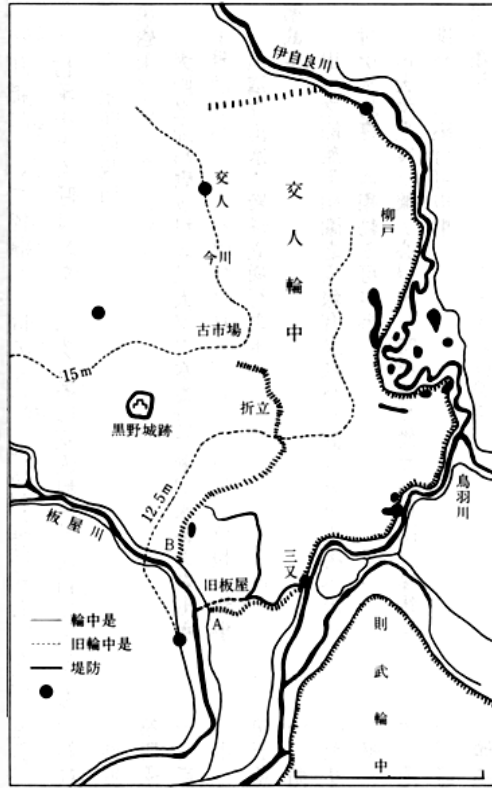 伊自良川
交人
交人輪中
柳戸
今川
古市場
15m
折立
黒野城跡
12.5m
鳥羽川
板屋川
B
三又
旧板屋
A
輪中是
旧輪中是
堤防
則武輪中